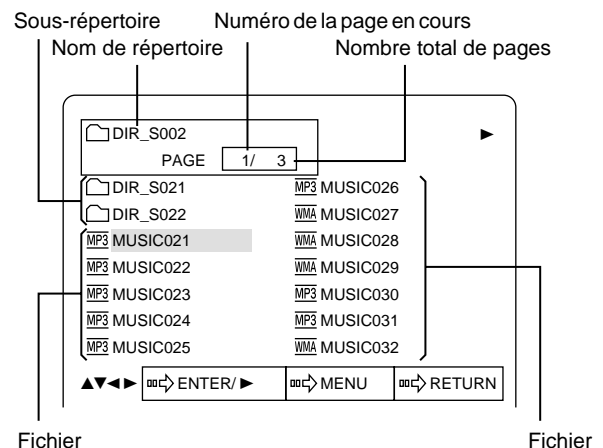 Sous-répertoire Numéro de la page en cours
Nom de répertoire Nombre total de pages
DIR_S002
PAGE 1/ 3
DIR_S021 MP3 MUSIC026
DIR_S022 WMA MUSIC027
MP3 MUSIC021 WMA MUSIC028
MP3 MUSIC022 WMA MUSIC029
MP3 MUSIC023 MP3 MUSIC030
MP3 MUSIC024 MP3 MUSIC031
MP3 MUSIC025 WMA MUSIC032
▲▼◄► ENTER/► MENU RETURN
Fichier Fichier